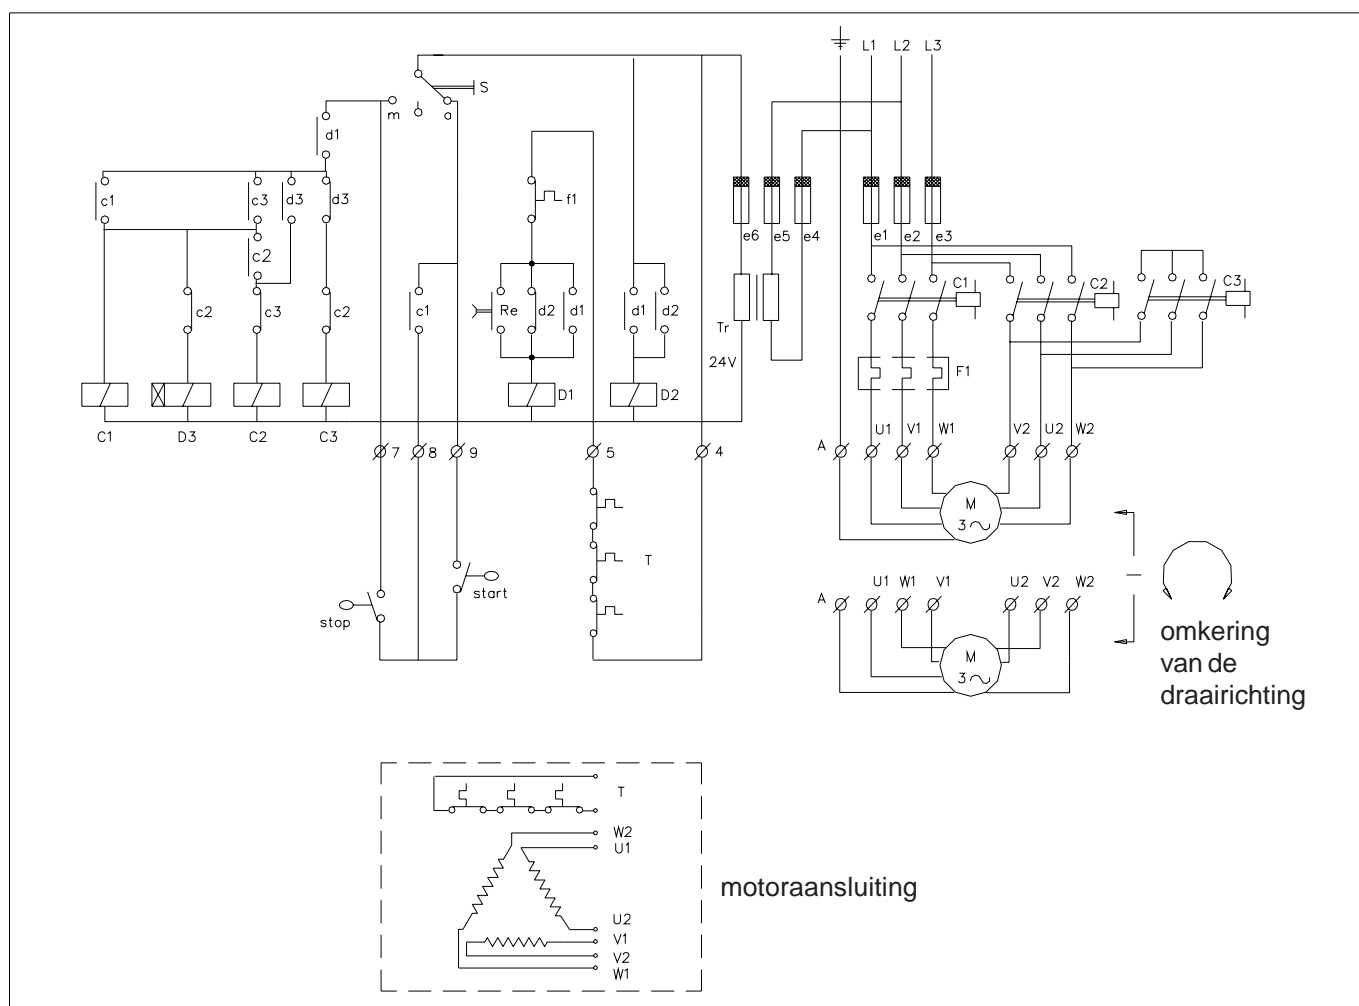 L1 L2 L3
S
m a
d1
c1 c3 d3 d3
f1
e6 e5 e4 e1 e2 e3
c2
C1 C2 C3
c2 c3 c2 c1 Re d2 d1 d1 d2
Tr
24V
F1
D1 D2
C1 D3 C2 C3
7 8 9 5 4
A U1 V1 W1 V2 U2 W2
M
3
T
start
stop
A U1 W1 V1 U2 V2 W2
M
3
omkering
van de
draairichting
T
W2
U1
motoraansluiting
U2
V1
V2
W1